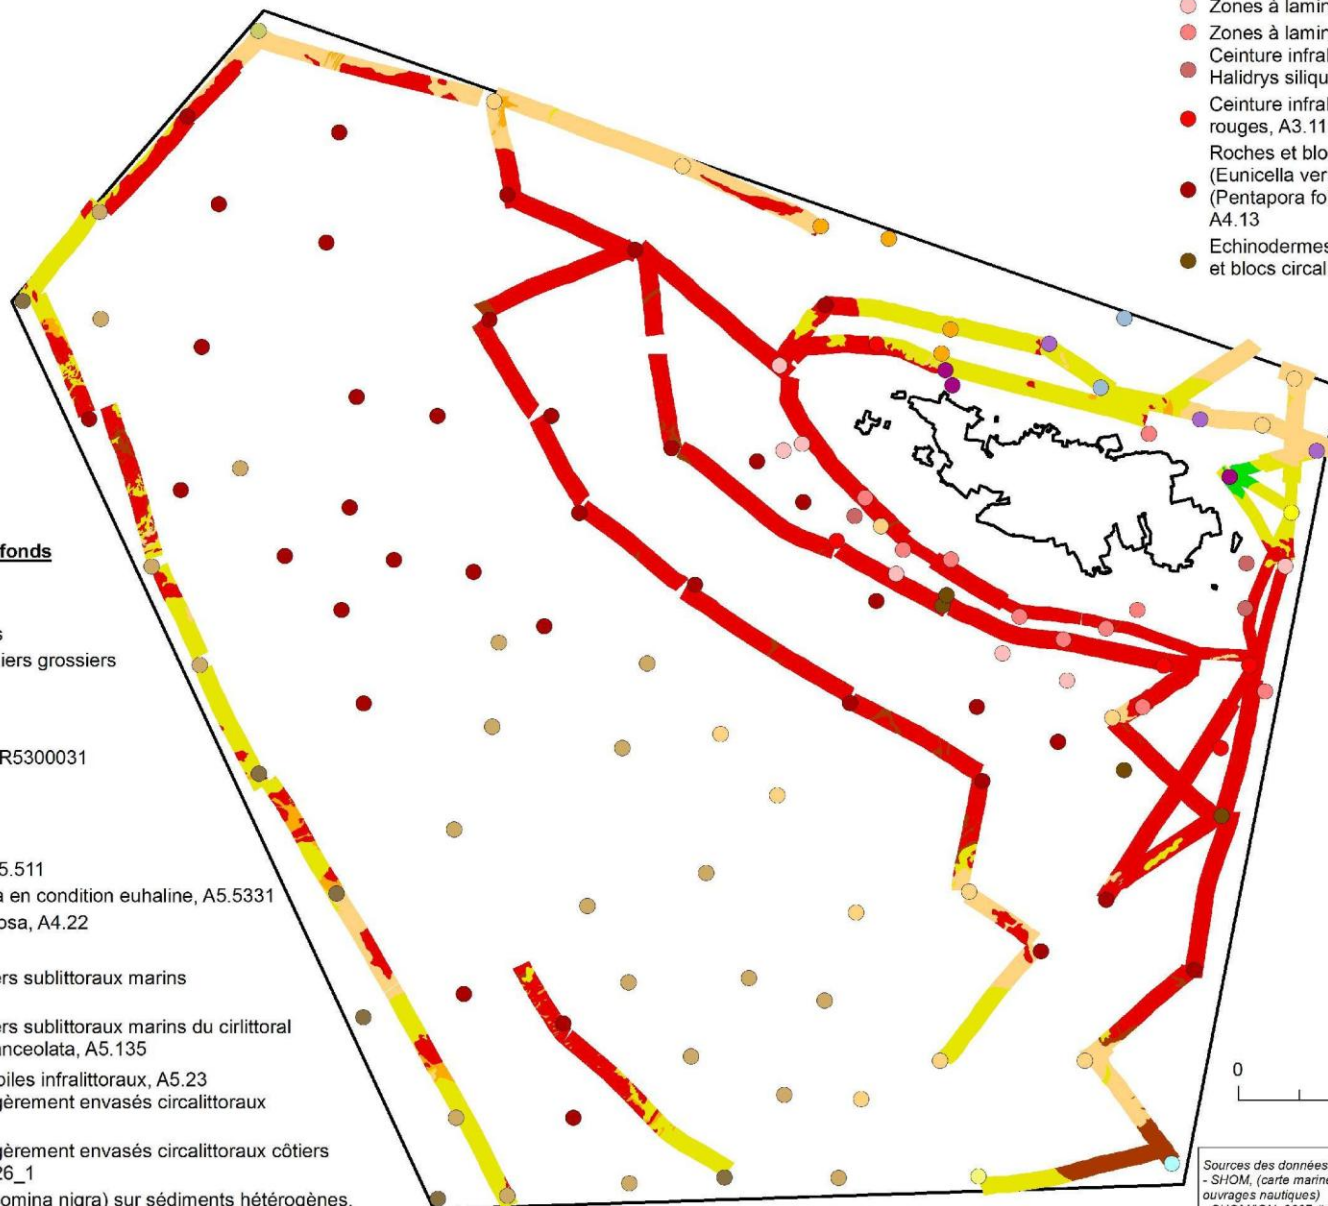 Zones à lamin
Zones à lamin
Ceinture infral
Halidrys siliqu
Ceinture infral
rouges, A3.11
Roches et blo
(Eunicella ver
(Pentapora fo
A4.13
Echinodermes
et blocs circal
fonds
s
iers grossiers
R5300031
5.511
a en condition euhaline, A5.5331
osa, A4.22
ers sublittoraux marins
ers sublittoraux marins du cirlittoral
anceolata, A5.135
biles infralittoraux, A5.23
gèrement envasés circalittoraux
gèrement envasés circalittoraux côtiers
26_1
omina nigra) sur sédiments hétérogènes.
0
Sources des données
- SHOM, (carte marine
ouvrages nautiques)